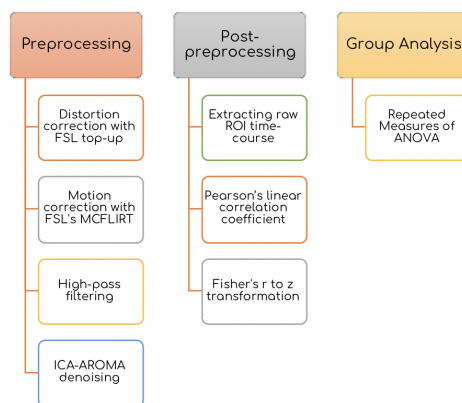 Preprocessing
Distortion
correction with
FSL top-up
Motion
correction with
FSL's MCFLIRT
High-pass
filtering
ICA-AROMA
denoising
Post-
preprocessing
Extracting raw
ROI time-
course
Pearson's linear
correlation
coefficient
Fisher's r to z
transformation
Group Analysis
Repeated
Measures of
ANOVA